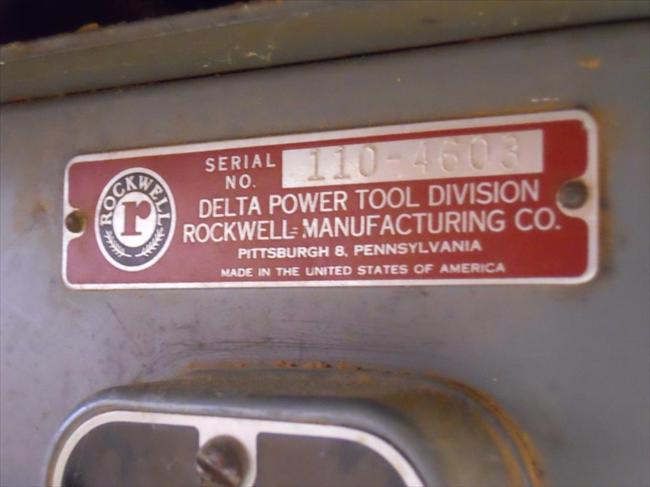 SERIAL NO. 110-4603
DELTA POWER TOOL DIVISION
ROCKWELL MANUFACTURING CO.
PITTSBURGH 8, PENNSYLVANIA
MADE IN THE UNITED STATES OF AMERICA
ROCKWELL
r